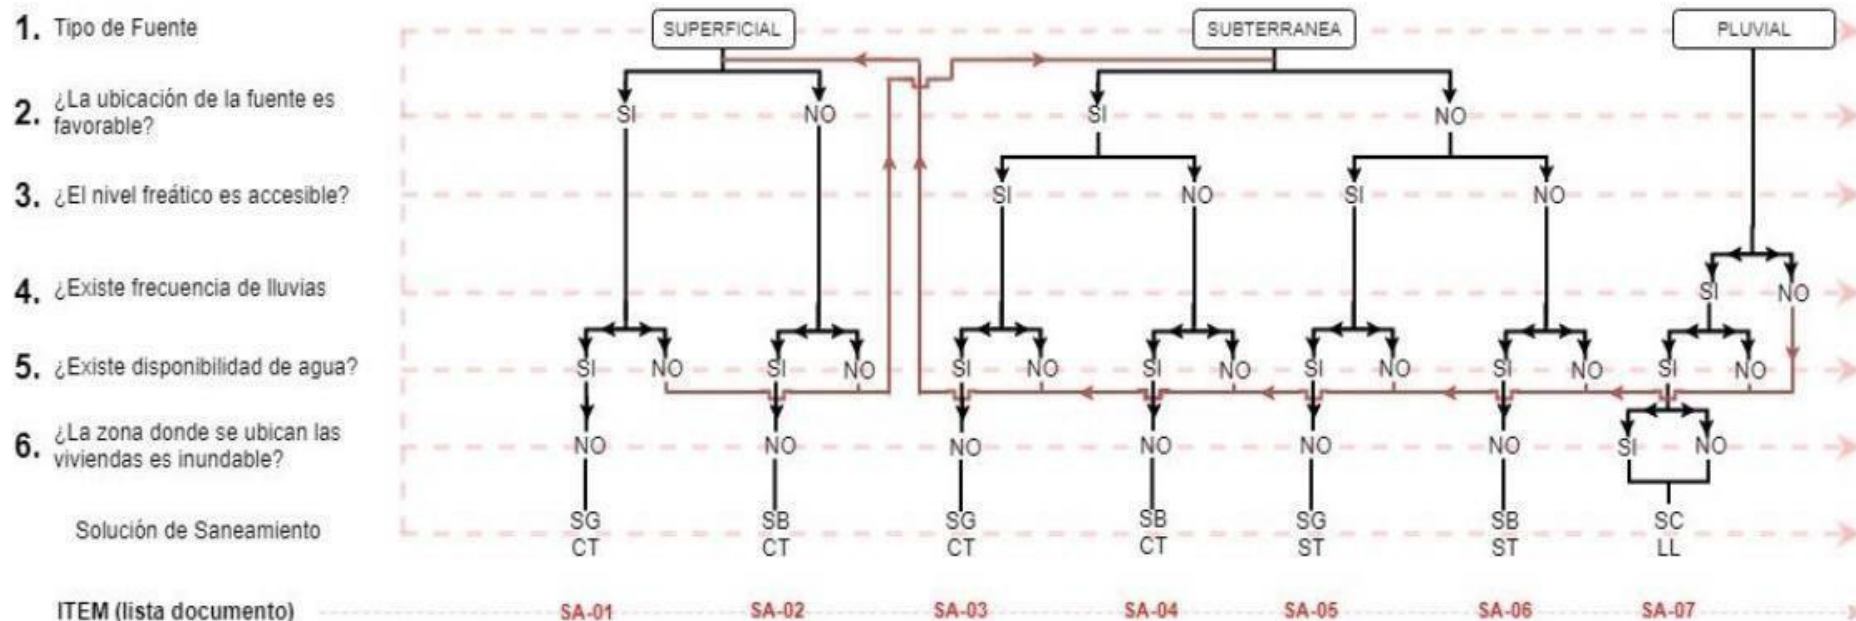 1. Tipo de Fuente SUPERFICIAL SUBTERRANEA PLUVIAL
2. ¿La ubicación de la fuente es
favorable?
SI NO SI NO
3. ¿El nivel freático es accesible? SI NO SI NO
4. ¿Existe frecuencia de lluvias SI NO
5. ¿Existe disponibilidad de agua? SI NO SI NO SI NO SI NO SI NO SI NO SI NO
6. ¿La zona donde se ubican las
viviendas es inundable?
NO NO NO NO NO NO SI NO
Solución de Saneamiento
SG SB SG SB SG SB SC
CT CT CT CT ST ST LL
ITEM (lista documento) SA-01 SA-02 SA-03 SA-04 SA-05 SA-06 SA-07